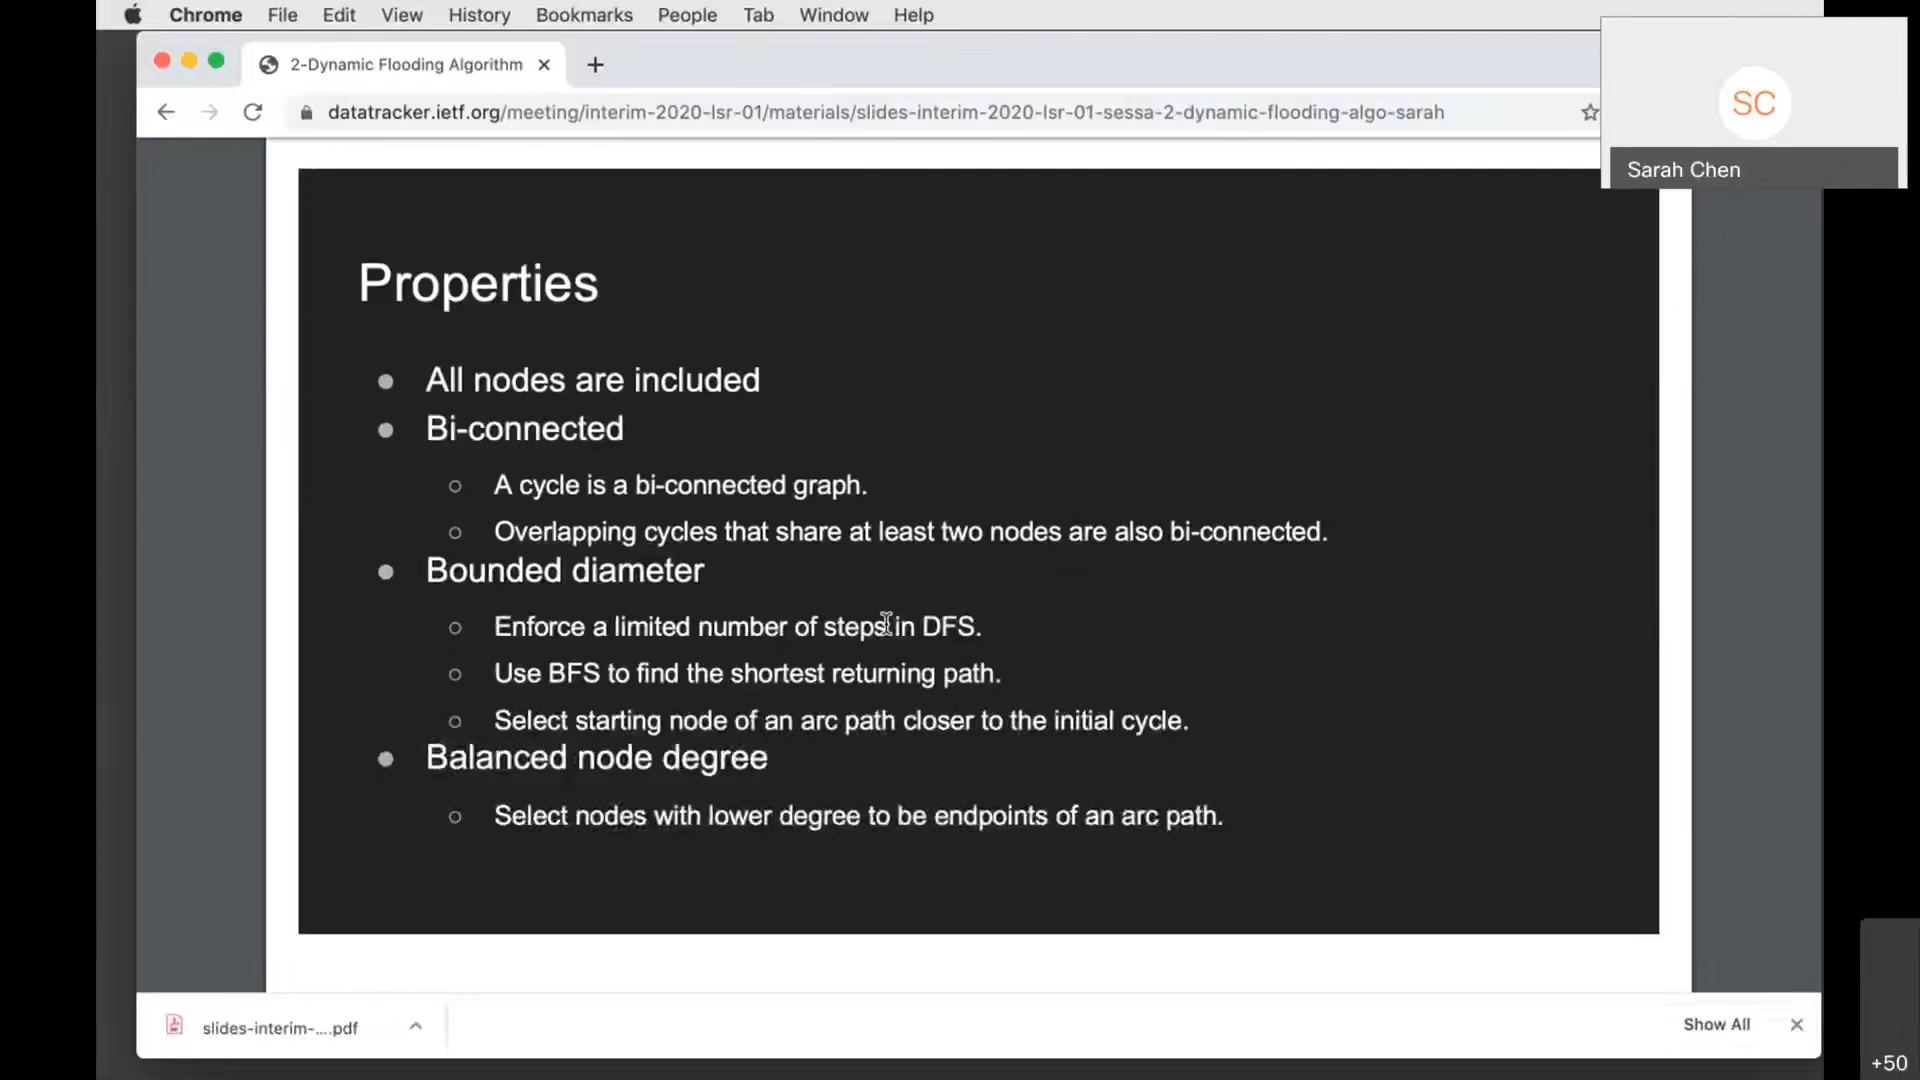 Chrome File Edit View History Bookmarks People Tab Window Help
2-Dynamic Flooding Algorithm
datatracker.ietf.org/meeting/interim-2020-lsr-01/materials/slides-interim-2020-lsr-01-sessa-2-dynamic-flooding-algo-sarah
SC
Sarah Chen
Properties
All nodes are included
Bi-connected
A cycle is a bi-connected graph.
Overlapping cycles that share at least two nodes are also bi-connected.
Bounded diameter
Enforce a limited number of steps in DFS.
Use BFS to find the shortest returning path.
Select starting node of an arc path closer to the initial cycle.
Balanced node degree
Select nodes with lower degree to be endpoints of an arc path.
slides-interim-....pdf
Show All
+50